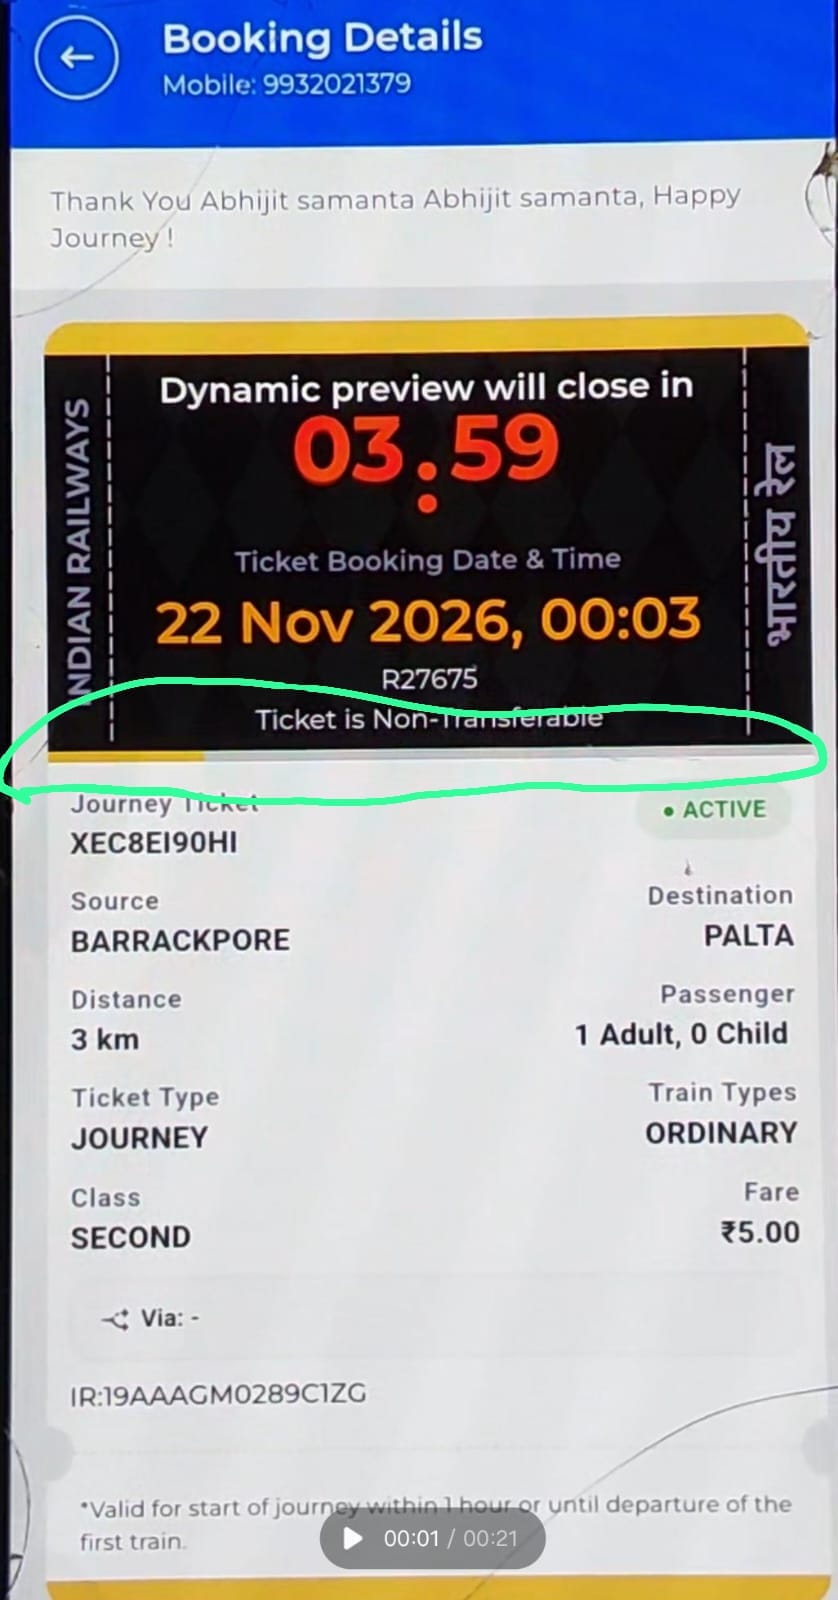 Booking Details
Mobile: 9932021379
Thank You Abhijit samanta Abhijit samanta, Happy
Journey !
INDIAN RAILWAYS
Dynamic preview will close in
03:59
Ticket Booking Date & Time
22 Nov 2026, 00:03
R27675
Ticket is Non-Transferable
भारतीय रेल
Journey Ticket
• ACTIVE
XEC8EI90HI
Source
Destination
BARRACKPORE
PALTA
Distance
Passenger
3 km
1 Adult, 0 Child
Ticket Type
Train Types
JOURNEY
ORDINARY
Class
Fare
SECOND
₹5.00
Via: -
IR:19AAAGM0289C1ZG
*Valid for start of journey within 1 hour or until departure of the
first train.
00:01 / 00:21